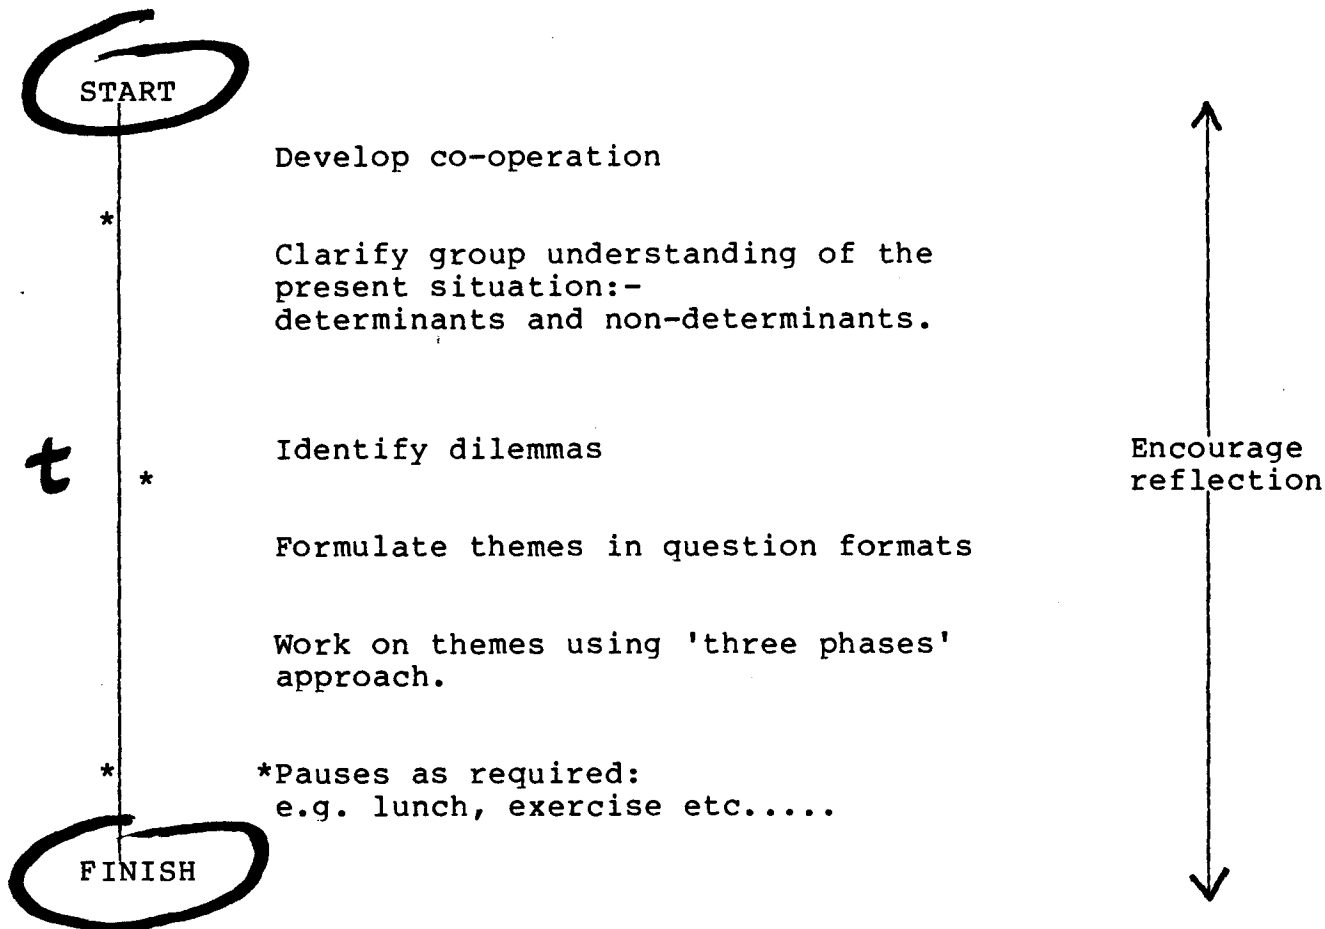 START
Develop co-operation
*
Clarify group understanding of the
present situation:-
determinants and non-determinants.
t
*
Identify dilemmas
Encourage
reflection
Formulate themes in question formats
Work on themes using 'three phases'
approach.
*
*Pauses as required:
e.g. lunch, exercise etc.....
FINISH